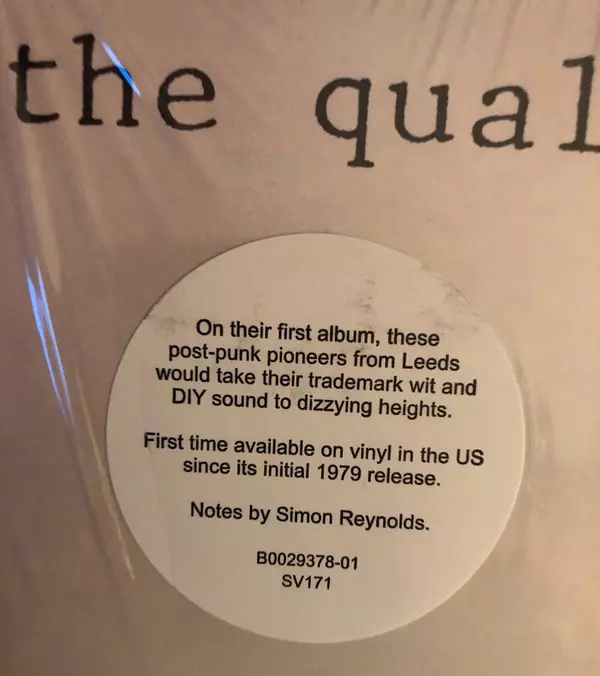 the qual
On their first album, these
post-punk pioneers from Leeds
would take their trademark wit and
DIY sound to dizzying heights.
First time available on vinyl in the US
since its initial 1979 release.
Notes by Simon Reynolds.
B0029378-01
SV171